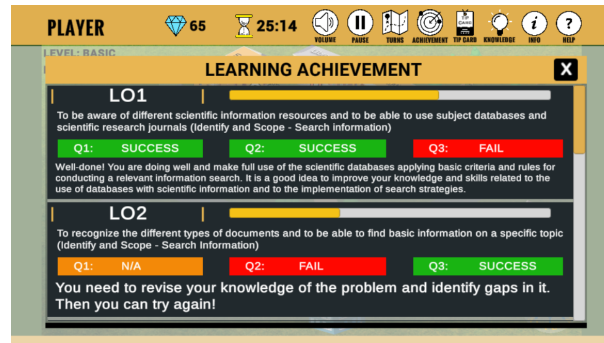 PLAYER 65 25:14
VOLUME PAUSE TURNS ACHIEVEMENT TIP CARD KNOWLEDGE INFO HELP
LEVEL: BASIC
LEARNING ACHIEVEMENT X
LO1
To be aware of different scientific information resources and to be able to use subject databases and
scientific research journals (Identify and Scope - Search information)
Q1: SUCCESS Q2: SUCCESS Q3: FAIL
Well-done! You are doing well and make full use of the scientific databases applying basic criteria and rules for
conducting a relevant information search. It is a good idea to improve your knowledge and skills related to the
use of databases with scientific information and to the implementation of search strategies.
LO2
To recognize the different types of documents and to be able to find basic information on a specific topic
(Identify and Scope - Search Information)
Q1: N/A Q2: FAIL Q3: SUCCESS
You need to revise your knowledge of the problem and identify gaps in it.
Then you can try again!